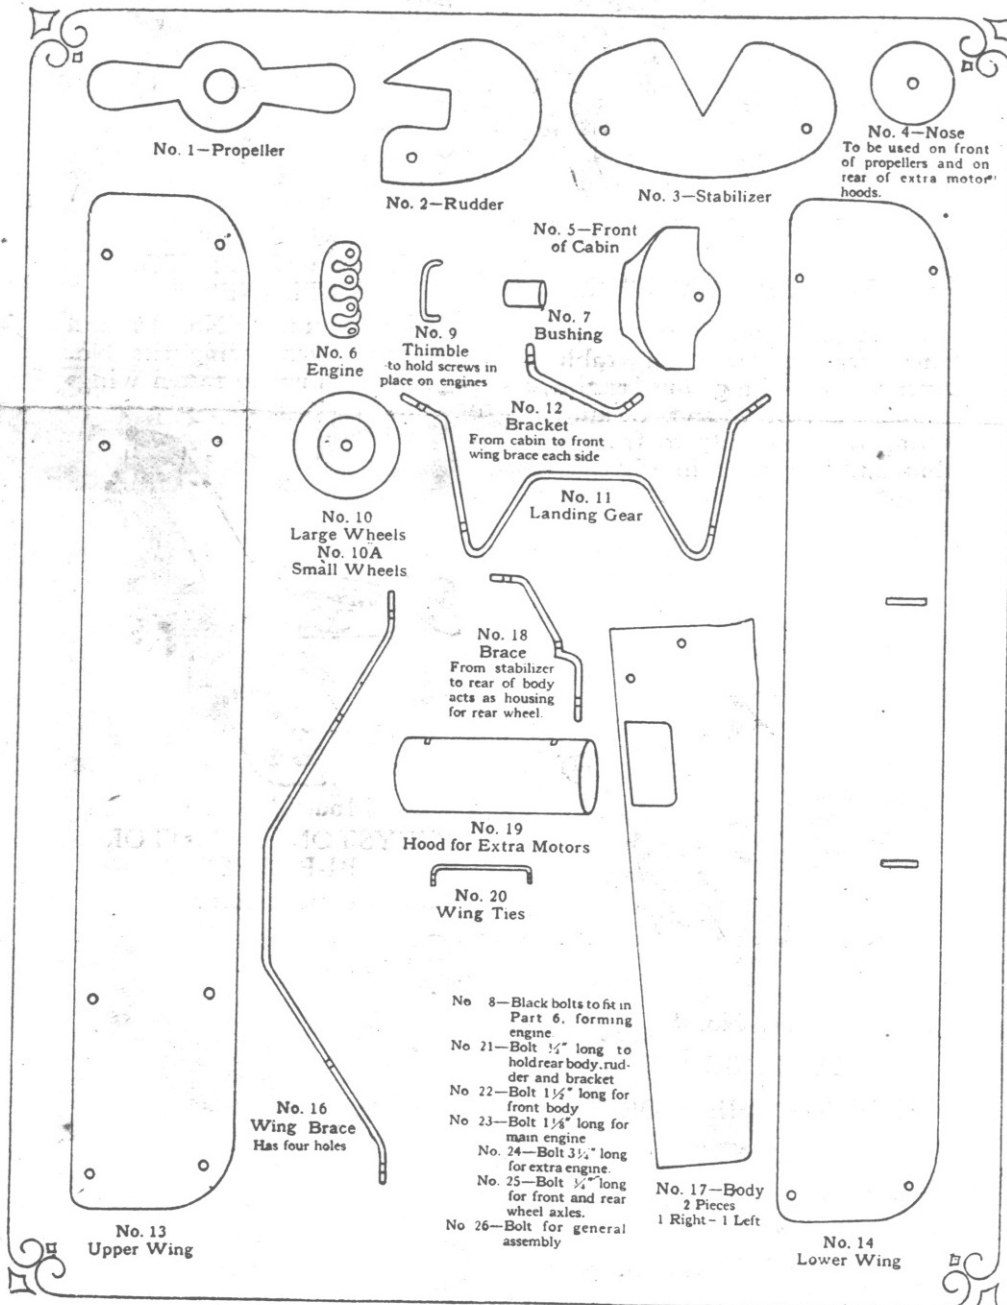 No. 1—Propeller
No. 2—Rudder
No. 3—Stabilizer
No. 4—Nose
To be used on front
of propellers and on
rear of extra motor
hoods.
No. 5—Front
of Cabin
No. 6
Engine
No. 9
Thimble
to hold screws in
place on engines
No. 7
Bushing
No. 12
Bracket
From cabin to front
wing brace each side
No. 11
Landing Gear
No. 10
Large Wheels
No. 10A
Small Wheels
No. 18
Brace
From stabilizer
to rear of body
acts as housing
for rear wheel.
No. 19
Hood for Extra Motors
No. 20
Wing Ties
No 8—Black bolts to fit in
Part 6, forming
engine.
No 21—Bolt long to
hold rear body, rud-
der and bracket
No 22—Bolt 1½" long for
front body
No 23—Bolt 1⅛" long for
main engine
No. 24—Bolt 3¼" long
for extra engine.
No. 25—Bolt long
for front and rear
wheel axles.
No 26—Bolt for general
assembly
No. 16
Wing Brace
Has four holes
No. 17—Body
2 Pieces
1 Right-1 Left
No. 13
Upper Wing
No. 14
Lower Wing